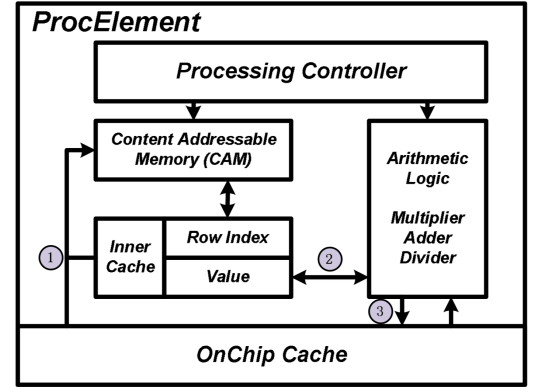 ProcElement
Processing Controller
Content Addressable
Memory (CAM)
Arithmetic
Logic
Multiplier
Adder
Divider
Inner
Cache
Row Index
Value
1
2
3
OnChip Cache